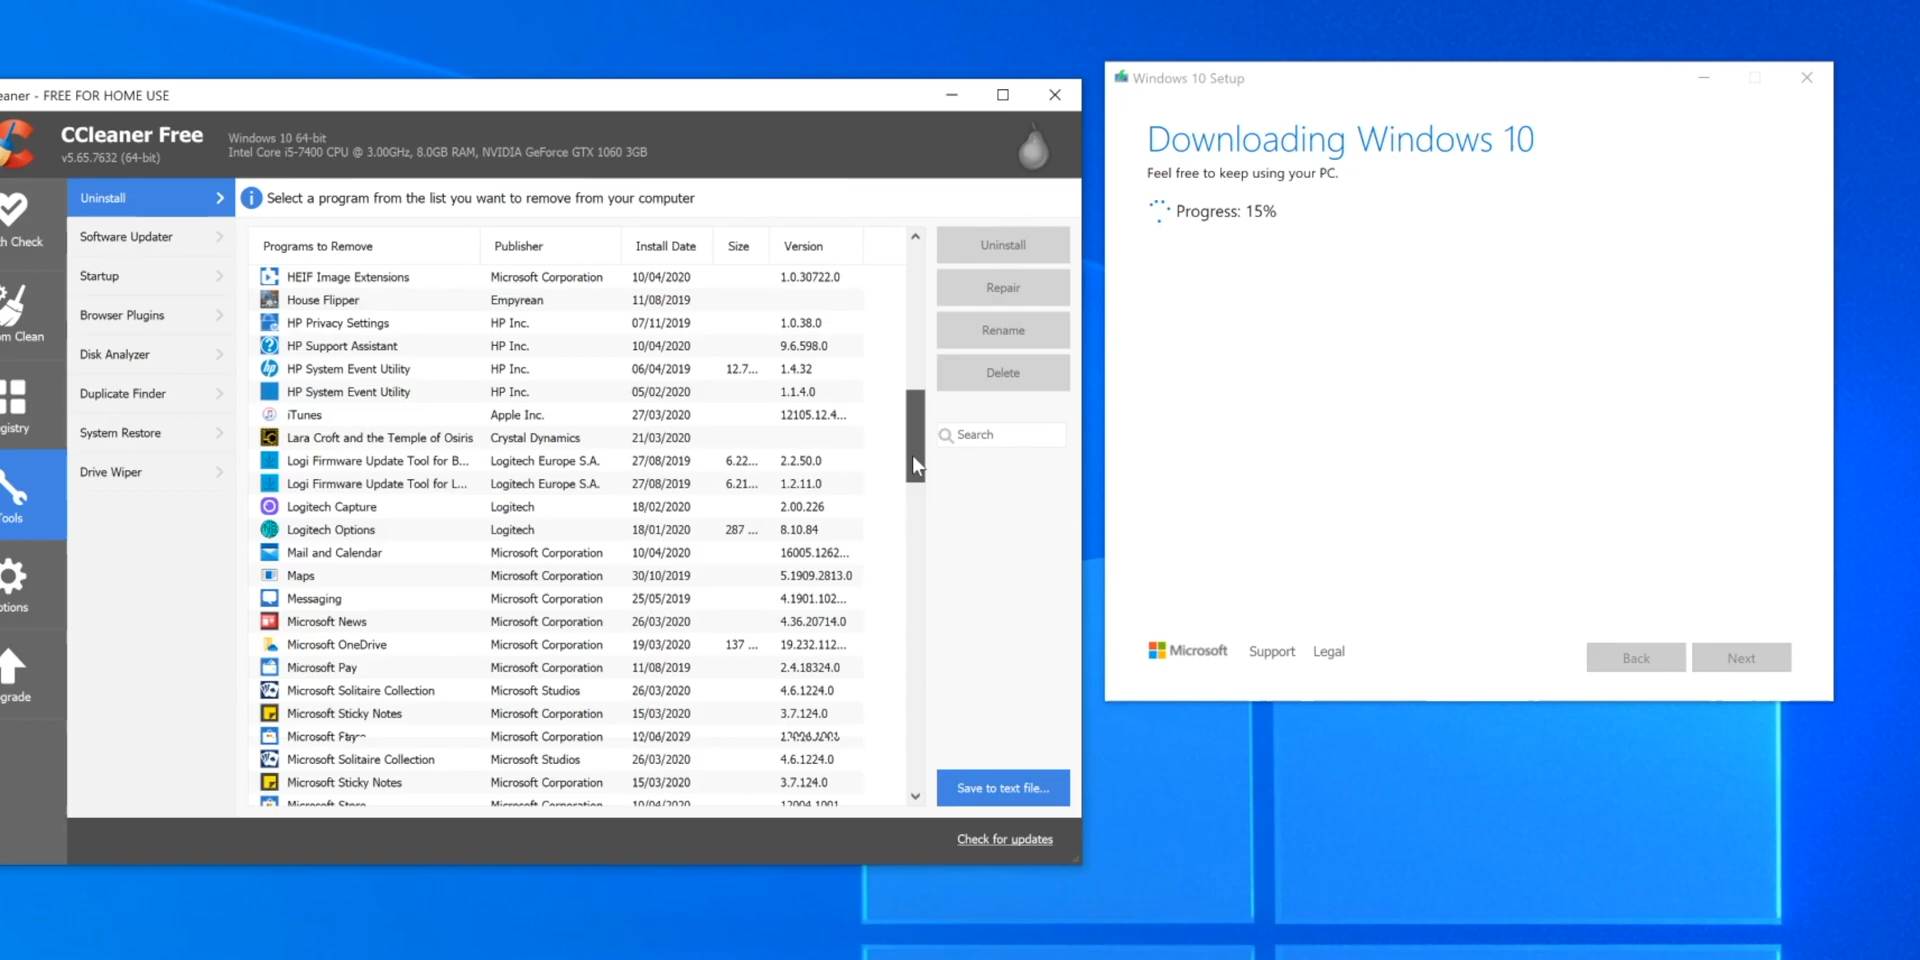 eaner - FREE FOR HOME USE
CCleaner Free
v5.65.7632 (64-bit)
Windows 10 64-bit
Intel Core i5-7400 CPU @ 3.00GHz, 8.0GB RAM, NVIDIA GeForce GTX 1060 3GB
th Check
om Clean
gistry
Tools
ptions
grade
Uninstall
Software Updater
Startup
Browser Plugins
Disk Analyzer
Duplicate Finder
System Restore
Drive Wiper
Select a program from the list you want to remove from your computer
Programs to Remove Publisher Install Date Size Version
HEIF Image Extensions Microsoft Corporation 10/04/2020 1.0.30722.0
House Flipper Empyrean 11/08/2019
HP Privacy Settings HP Inc. 07/11/2019 1.0.38.0
HP Support Assistant HP Inc. 10/04/2020 9.6.598.0
HP System Event Utility HP Inc. 06/04/2019 12.7... 1.4.32
HP System Event Utility HP Inc. 05/02/2020 1.1.4.0
iTunes Apple Inc. 27/03/2020 12105.12.4...
Lara Croft and the Temple of Osiris Crystal Dynamics 21/03/2020
Logi Firmware Update Tool for B... Logitech Europe S.A. 27/08/2019 6.22... 2.2.50.0
Logi Firmware Update Tool for L... Logitech Europe S.A. 27/08/2019 6.21... 1.2.11.0
Logitech Capture Logitech 18/02/2020 2.00.226
Logitech Options Logitech 18/01/2020 287 ... 8.10.84
Mail and Calendar Microsoft Corporation 10/04/2020 16005.1262...
Maps Microsoft Corporation 30/10/2019 5.1909.2813.0
Messaging Microsoft Corporation 25/05/2019 4.1901.102...
Microsoft News Microsoft Corporation 26/03/2020 4.36.20714.0
Microsoft OneDrive Microsoft Corporation 19/03/2020 137 ... 19.232.112...
Microsoft Pay Microsoft Corporation 11/08/2019 2.4.18324.0
Microsoft Solitaire Collection Microsoft Studios 26/03/2020 4.6.1224.0
Microsoft Sticky Notes Microsoft Corporation 15/03/2020 3.7.124.0
Microsoft Microsoft Corporation
Microsoft Solitaire Collection Microsoft Studios 26/03/2020 4.6.1224.0
Microsoft Sticky Notes Microsoft Corporation 15/03/2020 3.7.124.0
Microsoft Store Microsoft Corporation 10/04/2020
Uninstall
Repair
Rename
Delete
Search
Save to text file...
Check for updates
Windows 10 Setup
Downloading Windows 10
Feel free to keep using your PC.
Progress: 15%
Microsoft Support Legal
Back Next